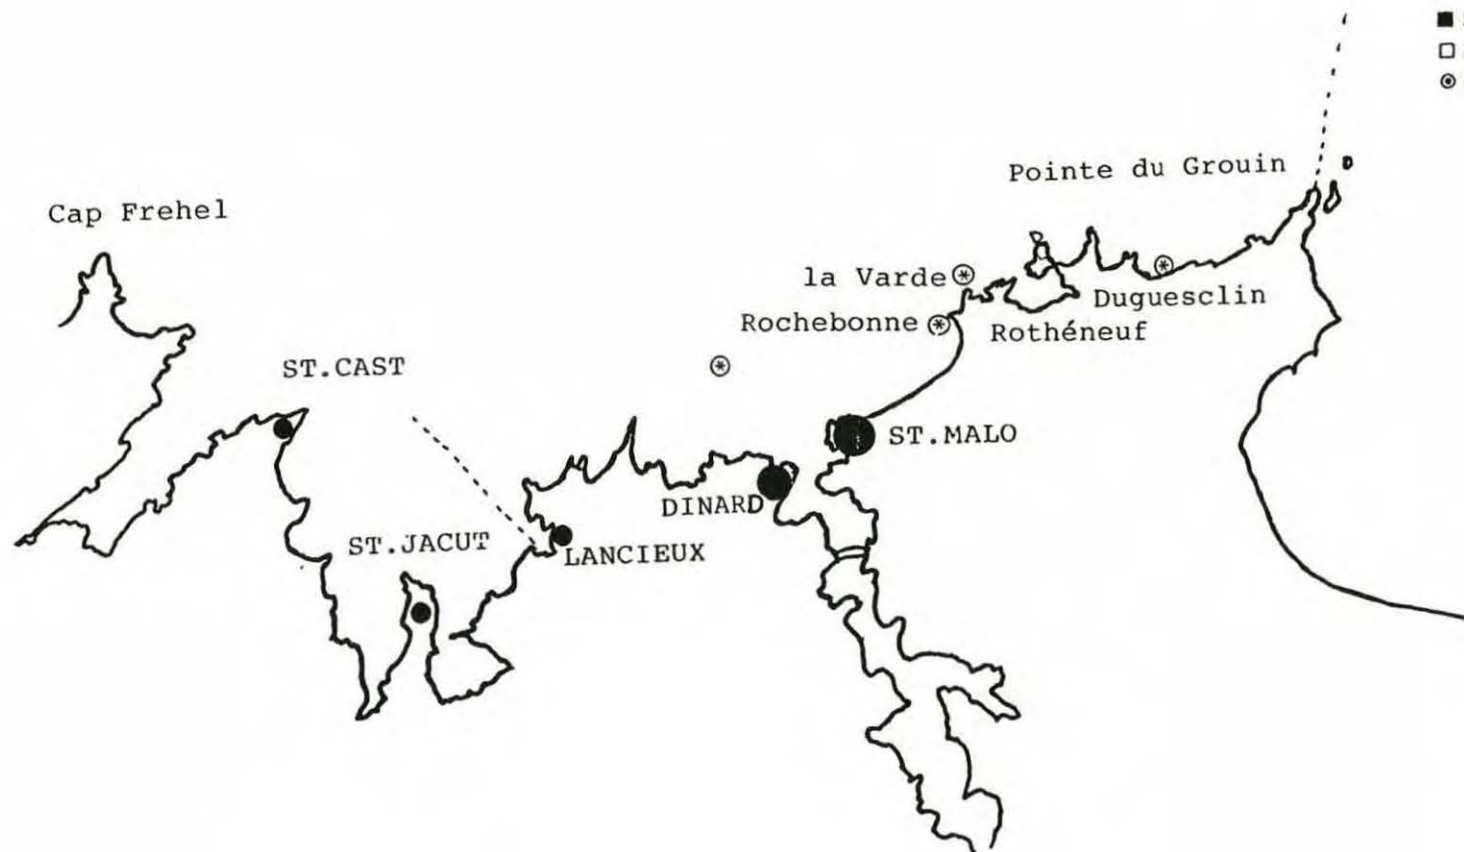 Pointe du Grouin
Cap Frehel
la Varde
Duguesclin
Rochebonne
Rothéneuf
ST.CAST
ST.MALO
DINARD
ST.JACUT
LANCIEUX